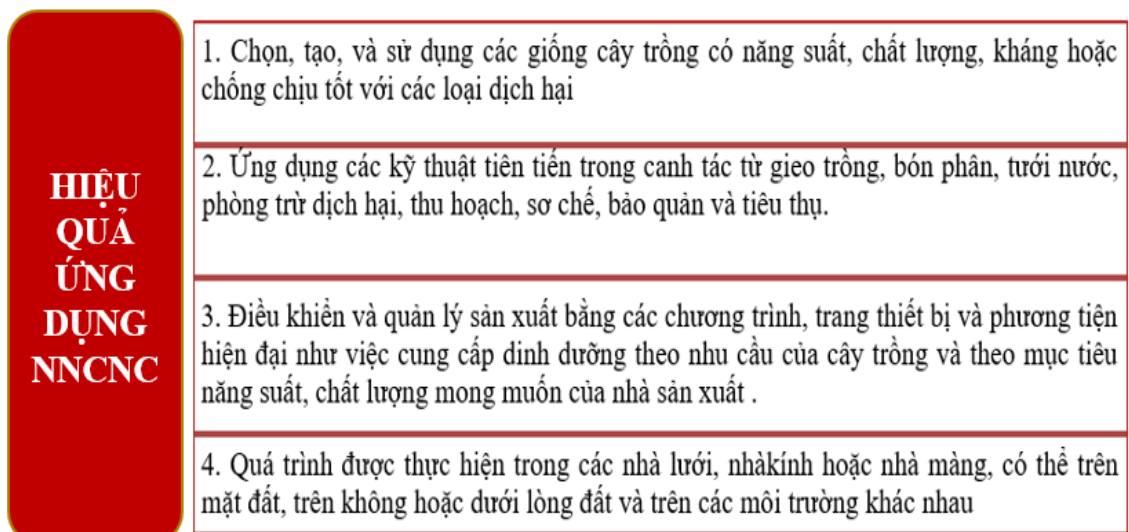 HIỆU
QUẢ
ỨNG
DỤNG
NNCNC
1. Chọn, tạo, và sử dụng các giống cây trồng có năng suất, chất lượng, kháng hoặc
chống chịu tốt với các loại dịch hại
2. Ứng dụng các kỹ thuật tiên tiến trong canh tác từ gieo trồng, bón phân, tưới nước,
phòng trừ dịch hại, thu hoạch, sơ chế, bảo quản và tiêu thụ.
3. Điều khiển và quản lý sản xuất bằng các chương trình, trang thiết bị và phương tiện
hiện đại như việc cung cấp dinh dưỡng theo nhu cầu của cây trồng và theo mục tiêu
năng suất, chất lượng mong muốn của nhà sản xuất .
4. Quá trình được thực hiện trong các nhà lưới, nhàkính hoặc nhà màng, có thể trên
mặt đất, trên không hoặc dưới lòng đất và trên các môi trường khác nhau